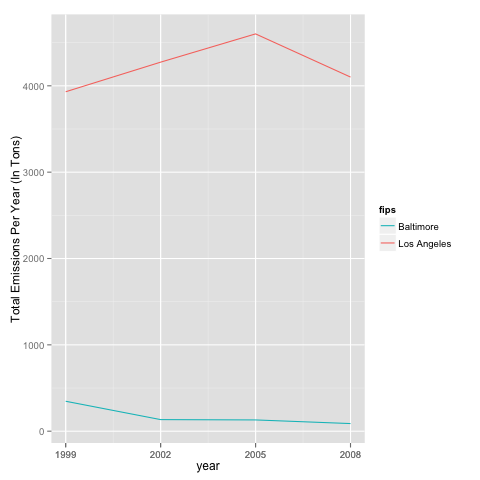 Total Emissions Per Year (In Tons)
4000
3000
2000
1000
0
1999 2002 2005 2008
year
fips
Baltimore
Los Angeles